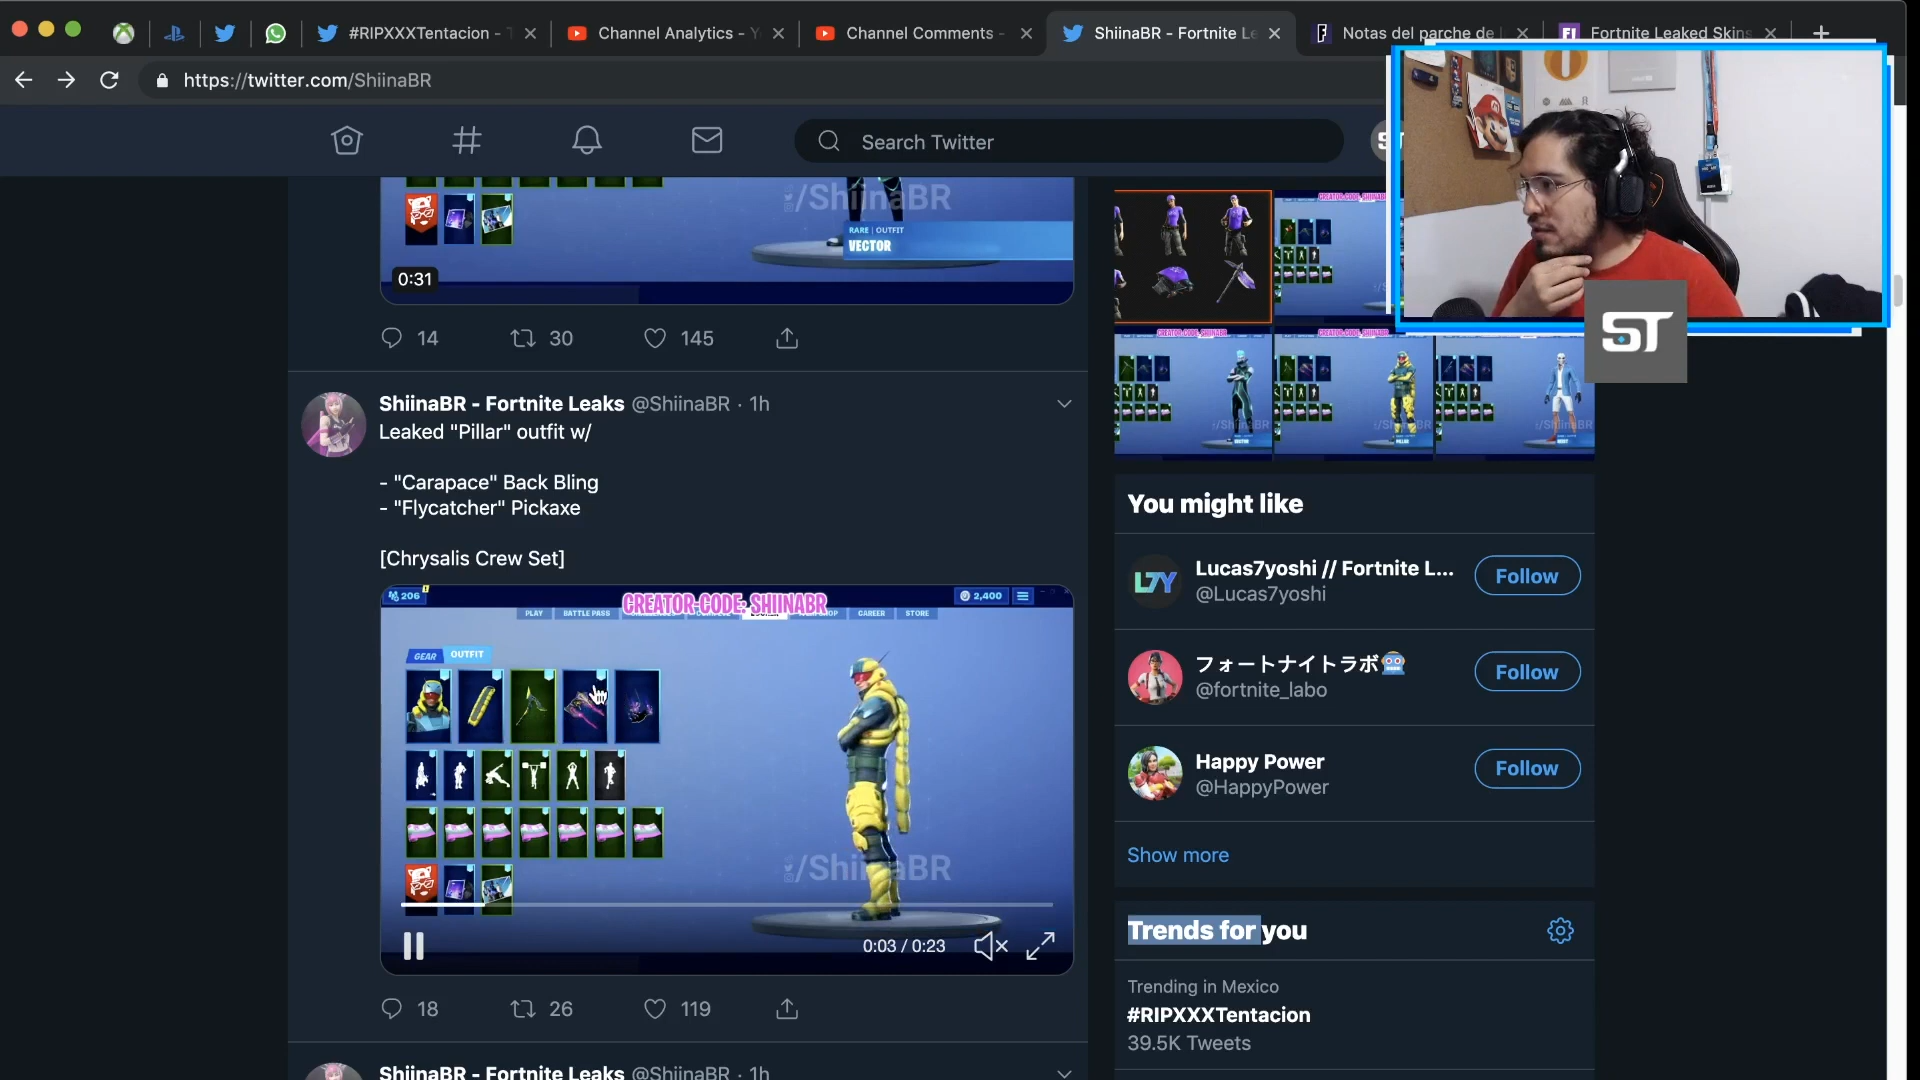 #RIPXXXTentacion -
Channel Analytics -
Channel Comments -
ShiinaBR - Fortnite Le
Notas del parche de
Fortnite Leaked Skins
https://twitter.com/ShiinaBR
Search Twitter
/ShiinaBR
RARE | OUTFIT
VECTOR
0:31
14
30
145
ShiinaBR - Fortnite Leaks @ShiinaBR · 1h
Leaked "Pillar" outfit w/
- "Carapace" Back Bling
- "Flycatcher" Pickaxe
[Chrysalis Crew Set]
206
CREATOR-CODE: SHIINABR
2,400
PLAY
BATTLE PASS
CAREER
STORE
GEAR
OUTFIT
/ShiinaBR
0:03 / 0:23
18
26
119
ShiinaBR - Fortnite Leaks @ShiinaBR · 1h
ST
You might like
L7Y
Lucas7yoshi // Fortnite L...
@Lucas7yoshi
Follow
フォートナイトラボ
@fortnite_labo
Follow
Happy Power
@HappyPower
Follow
Show more
Trends for you
Trending in Mexico
#RIPXXXTentacion
39.5K Tweets